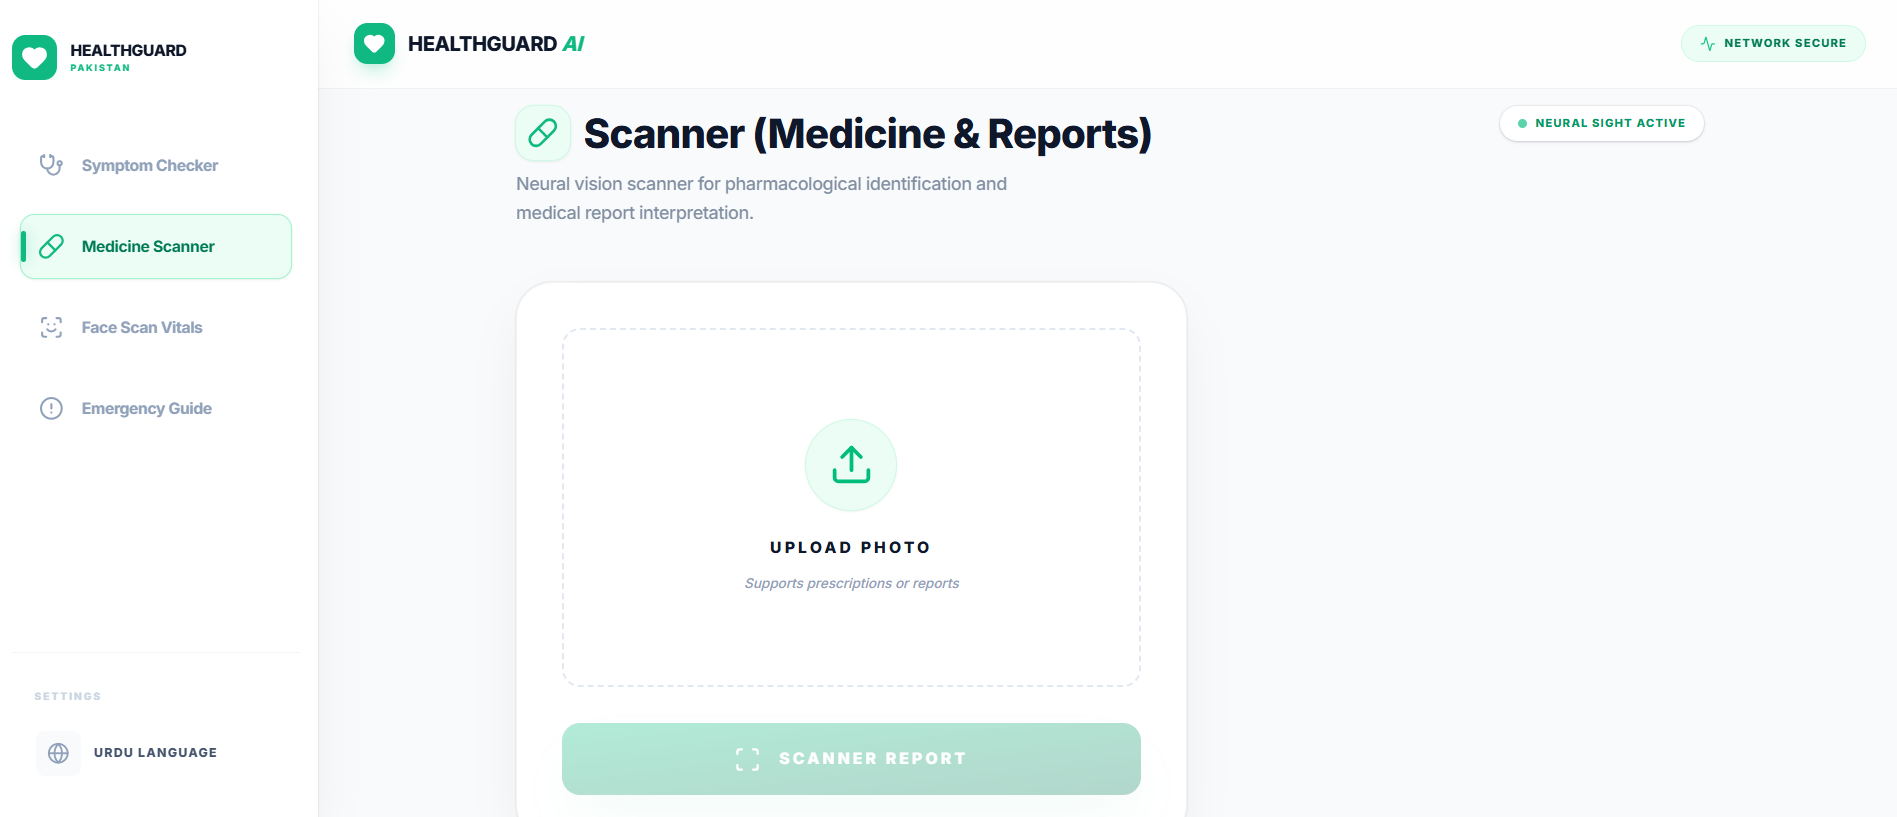 HEALTHGUARD
PAKISTAN
Symptom Checker
Medicine Scanner
Face Scan Vitals
Emergency Guide
SETTINGS
URDU LANGUAGE
HEALTHGUARD AI
NETWORK SECURE
Scanner (Medicine & Reports)
NEURAL SIGHT ACTIVE
Neural vision scanner for pharmacological identification and
medical report interpretation.
UPLOAD PHOTO
Supports prescriptions or reports
SCANNER REPORT